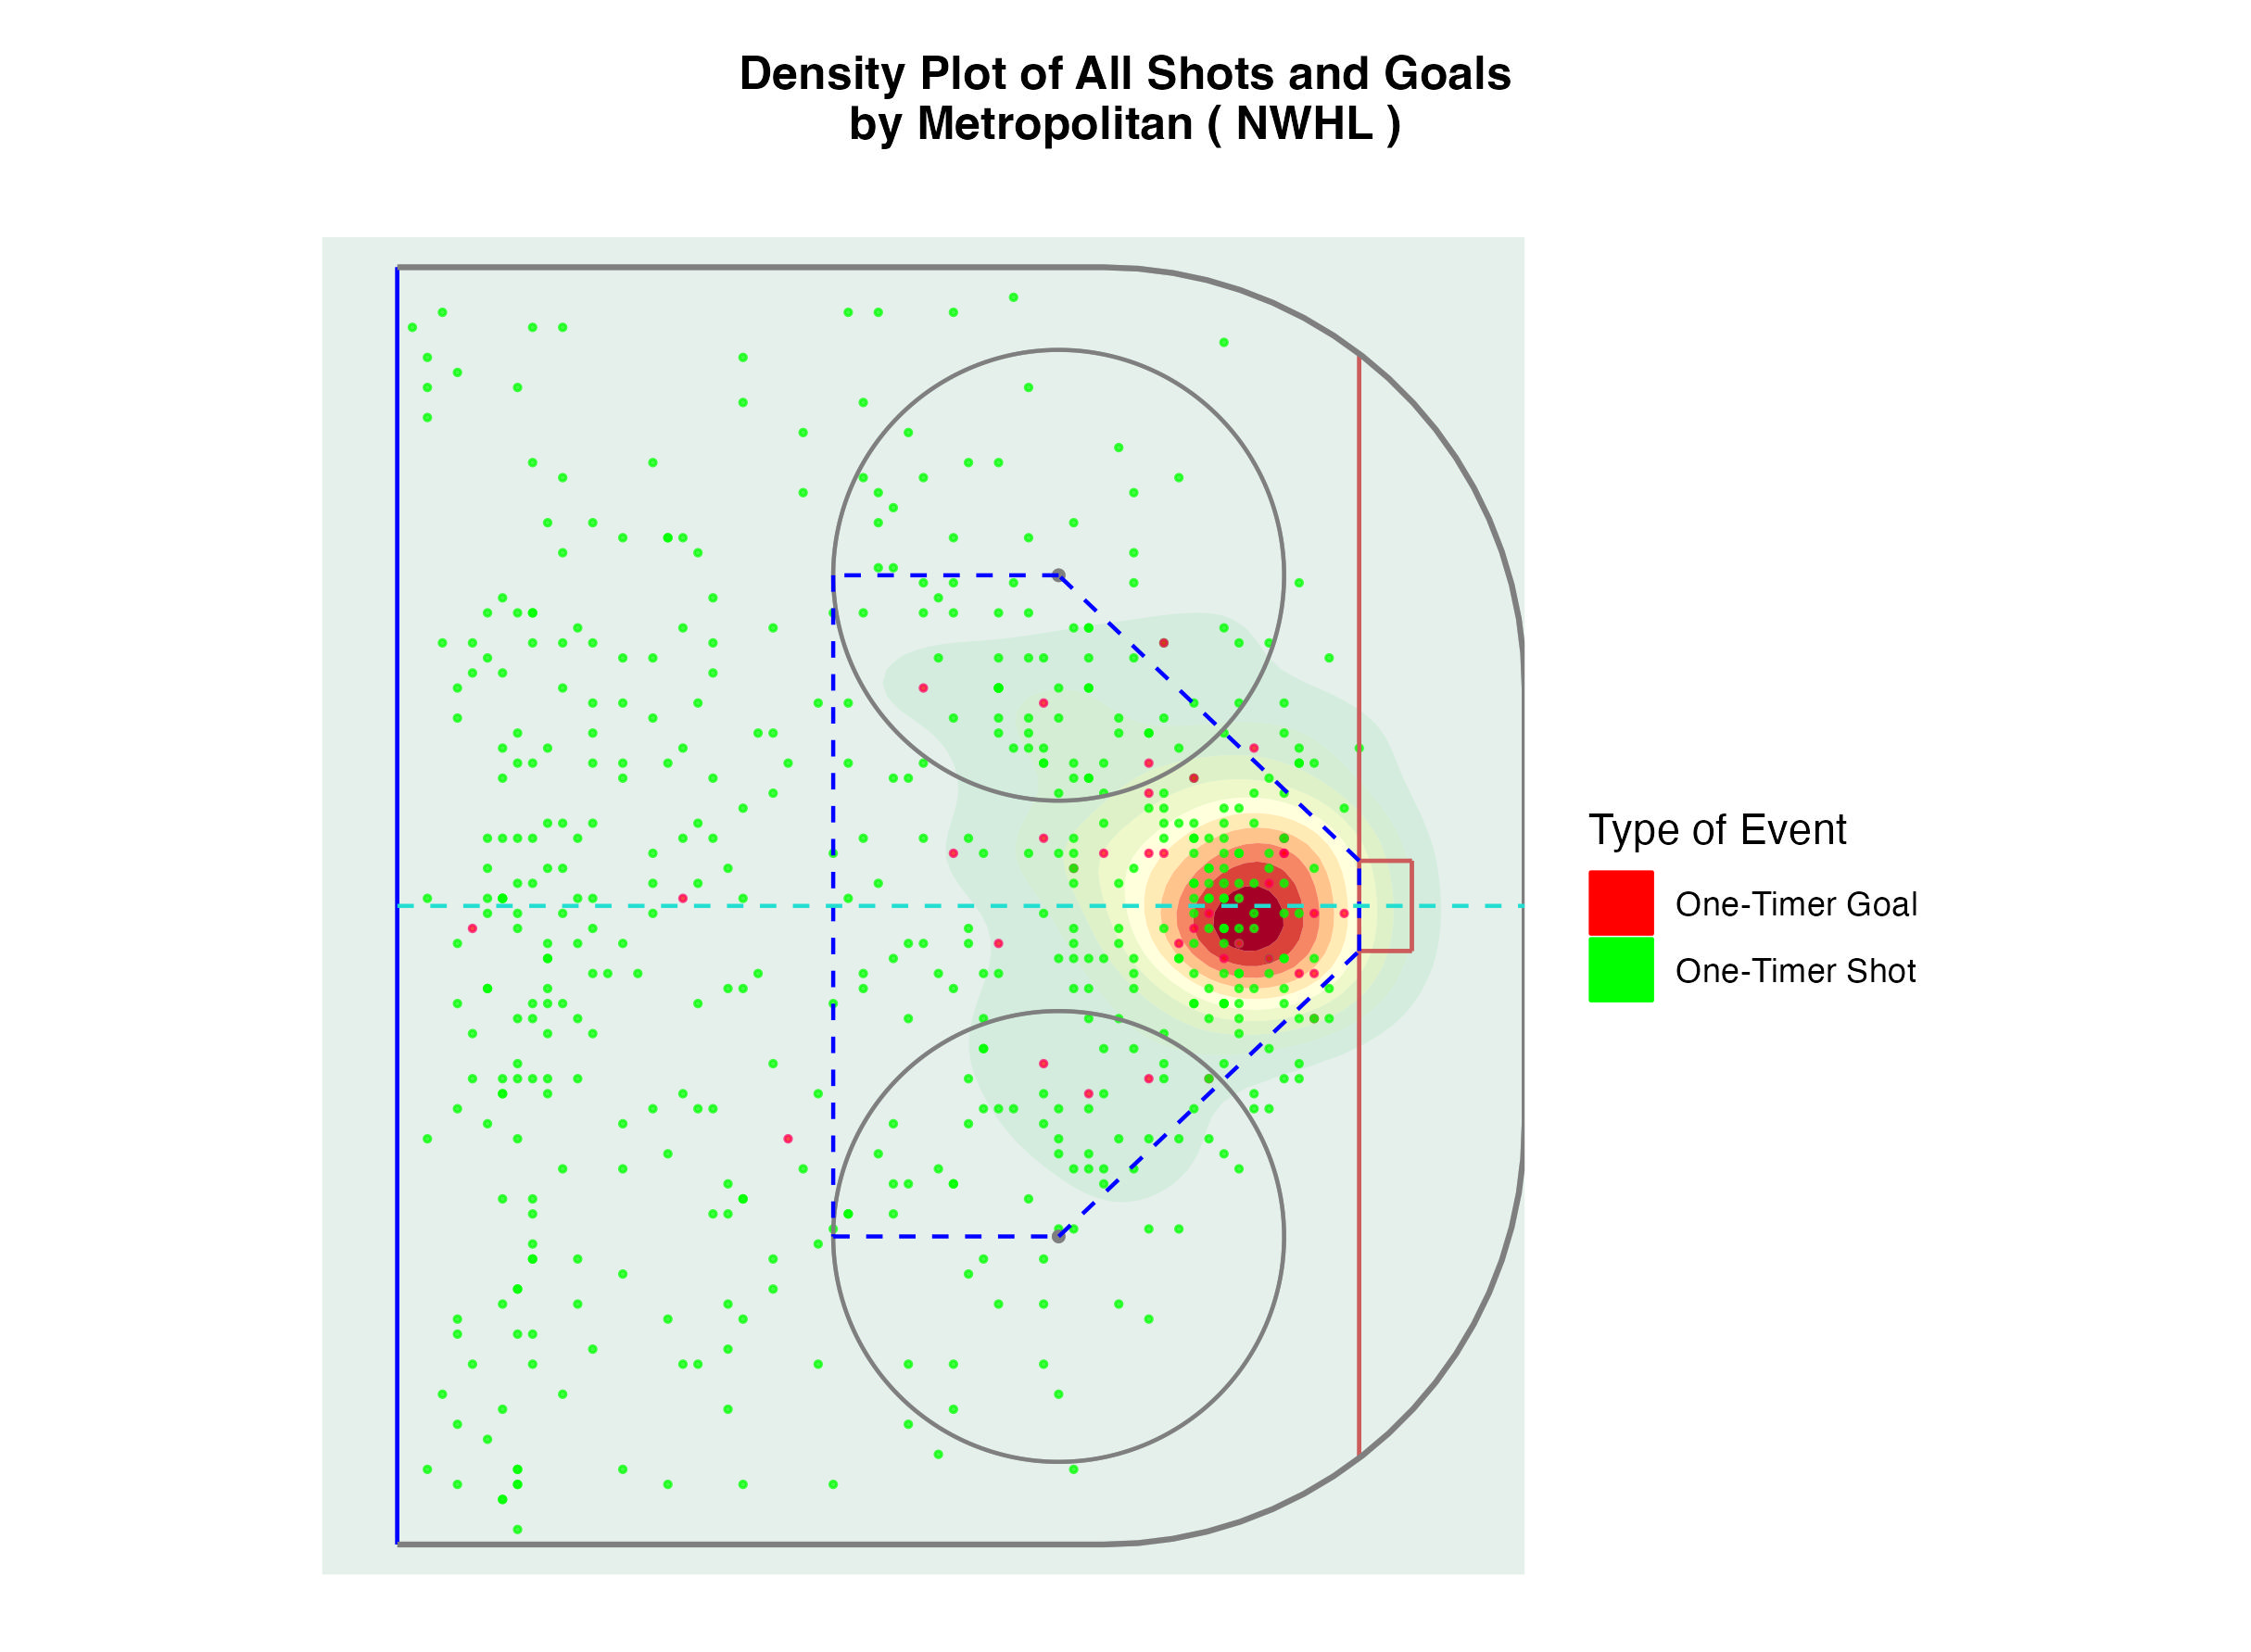 Density Plot of All Shots and Goals
by Metropolitan ( NWHL )
Type of Event
One-Timer Goal
One-Timer Shot